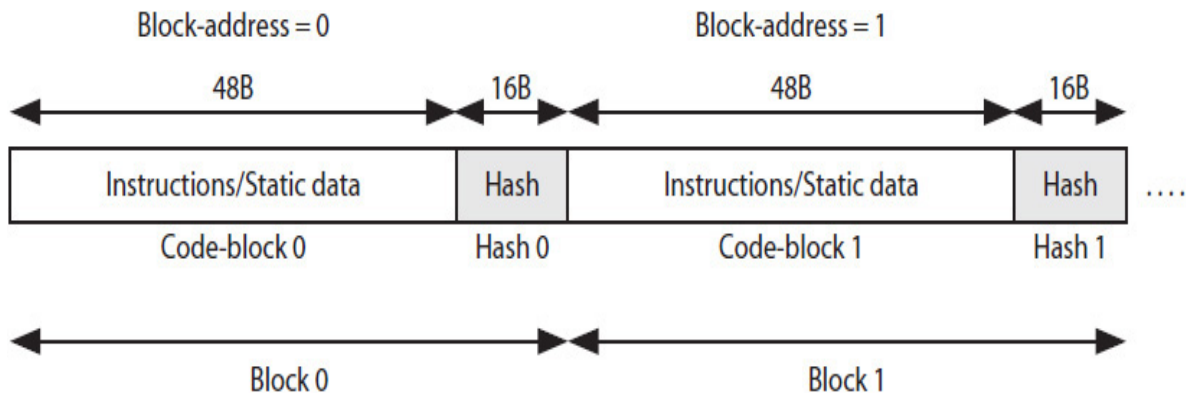 Block-address = 0 Block-address = 1
48B 16B 48B 16B
Instructions/Static data Hash Instructions/Static data Hash ....
Code-block 0 Hash 0 Code-block 1 Hash 1
Block 0 Block 1